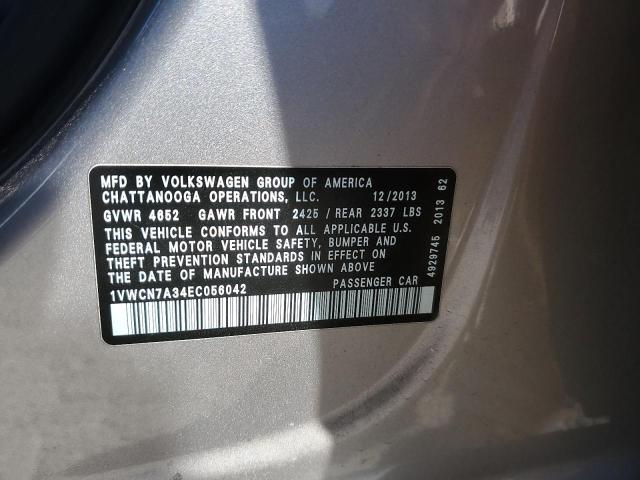 MFD BY VOLKSWAGEN GROUP OF AMERICA
CHATTANOOGA OPERATIONS, LLC. 12/2013
GVWR 4652 GAWR FRONT 2425 / REAR 2337 LBS
THIS VEHICLE CONFORMS TO ALL APPLICABLE U.S.
FEDERAL MOTOR VEHICLE SAFETY, BUMPER AND
THEFT PREVENTION STANDARDS IN EFFECT ON
THE DATE OF MANUFACTURE SHOWN ABOVE.
1VWCN7A34EC056042 PASSENGER CAR
4929745 2013 62